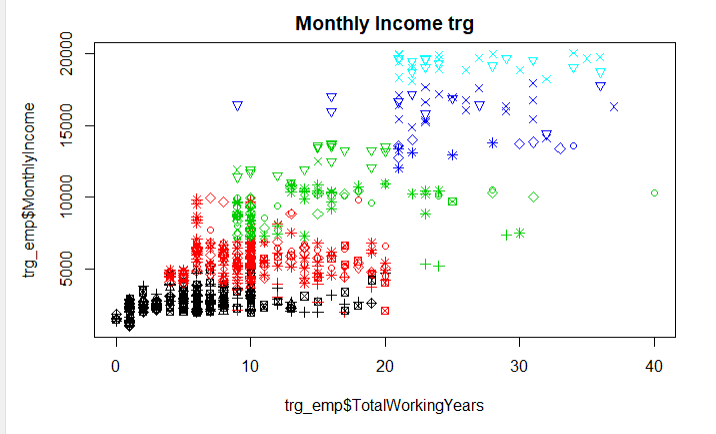 Monthly Income trg
20000
15000
10000
5000
trg_emp$MonthlyIncome
0 10 20 30 40
trg_emp$TotalWorkingYears